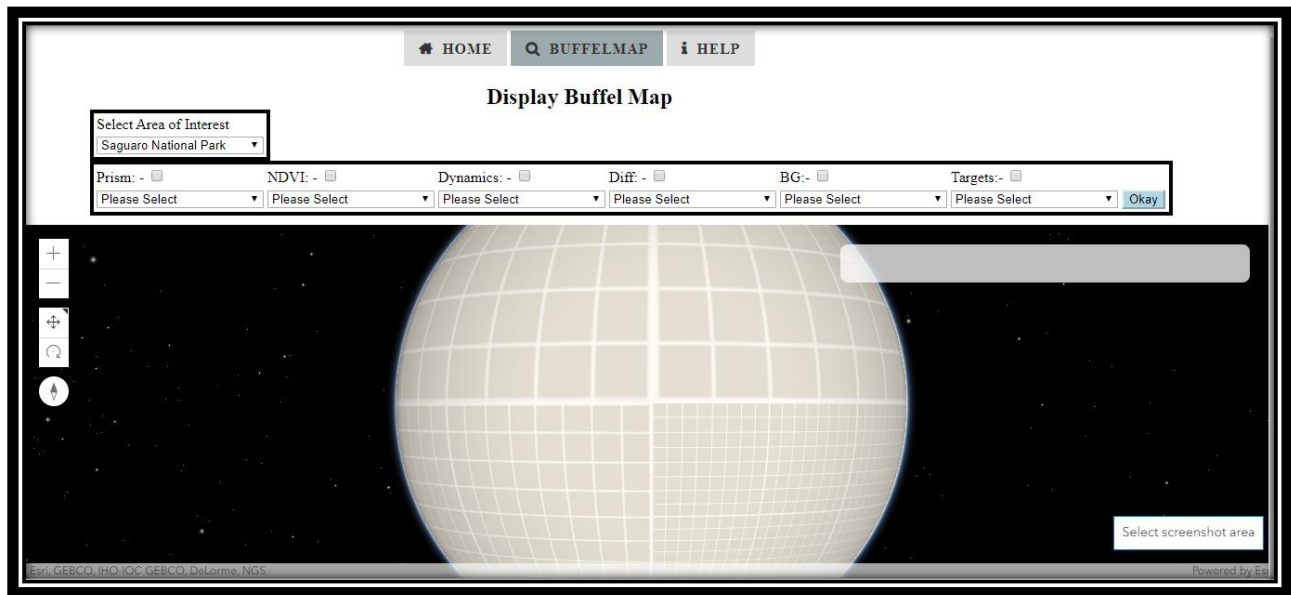 HOME BUFFELMAP i HELP
Display Buffel Map
Select Area of Interest
Saguaro National Park
Prism: - NDVI: - Dynamics: - Diff: - BG:- Targets:-
Please Select Please Select Please Select Please Select Please Select Please Select Okay
Select screenshot area
Esri, GEBCO, IHO IOC GEBCO, DeLorme, NGS Powered by Esri